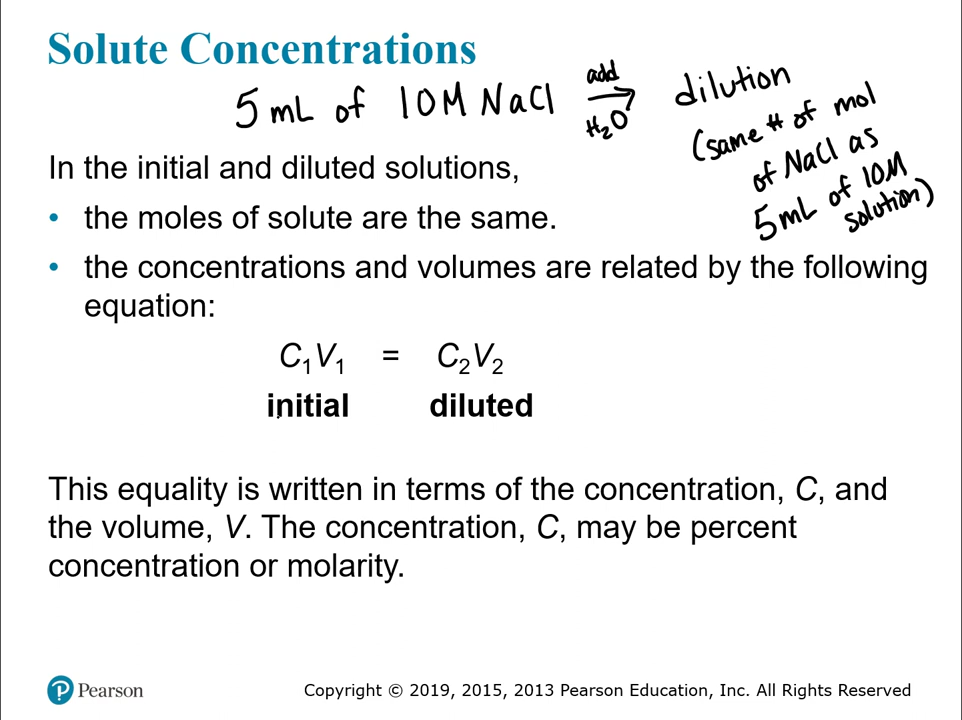 Solute Concentrations
5 mL of 10M NaCl add → H₂O dilution
(same # of mol
of NaCl as
5mL of 10M
solution)
In the initial and diluted solutions,
• the moles of solute are the same.
• the concentrations and volumes are related by the following
equation:
C₁V₁ = C₂V₂
initial diluted
This equality is written in terms of the concentration, C, and
the volume, V. The concentration, C, may be percent
concentration or molarity.
Pearson
Copyright © 2019, 2015, 2013 Pearson Education, Inc. All Rights Reserved